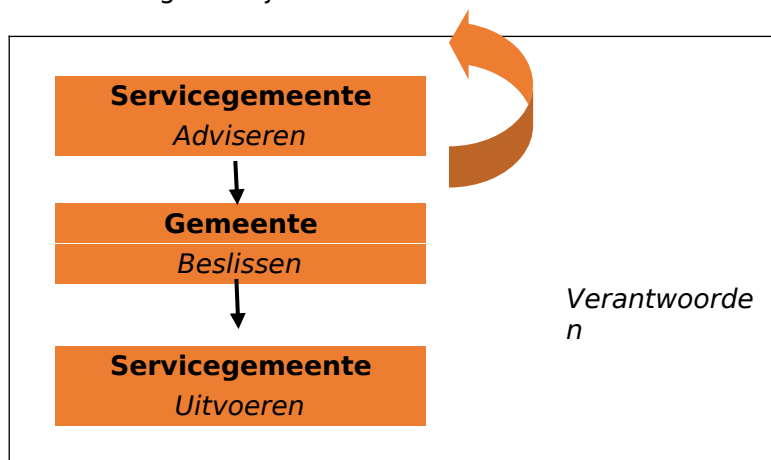 Servicegemeente
Adviseren
Gemeente
Beslissen
Verantwoorde
n
Servicegemeente
Uitvoeren